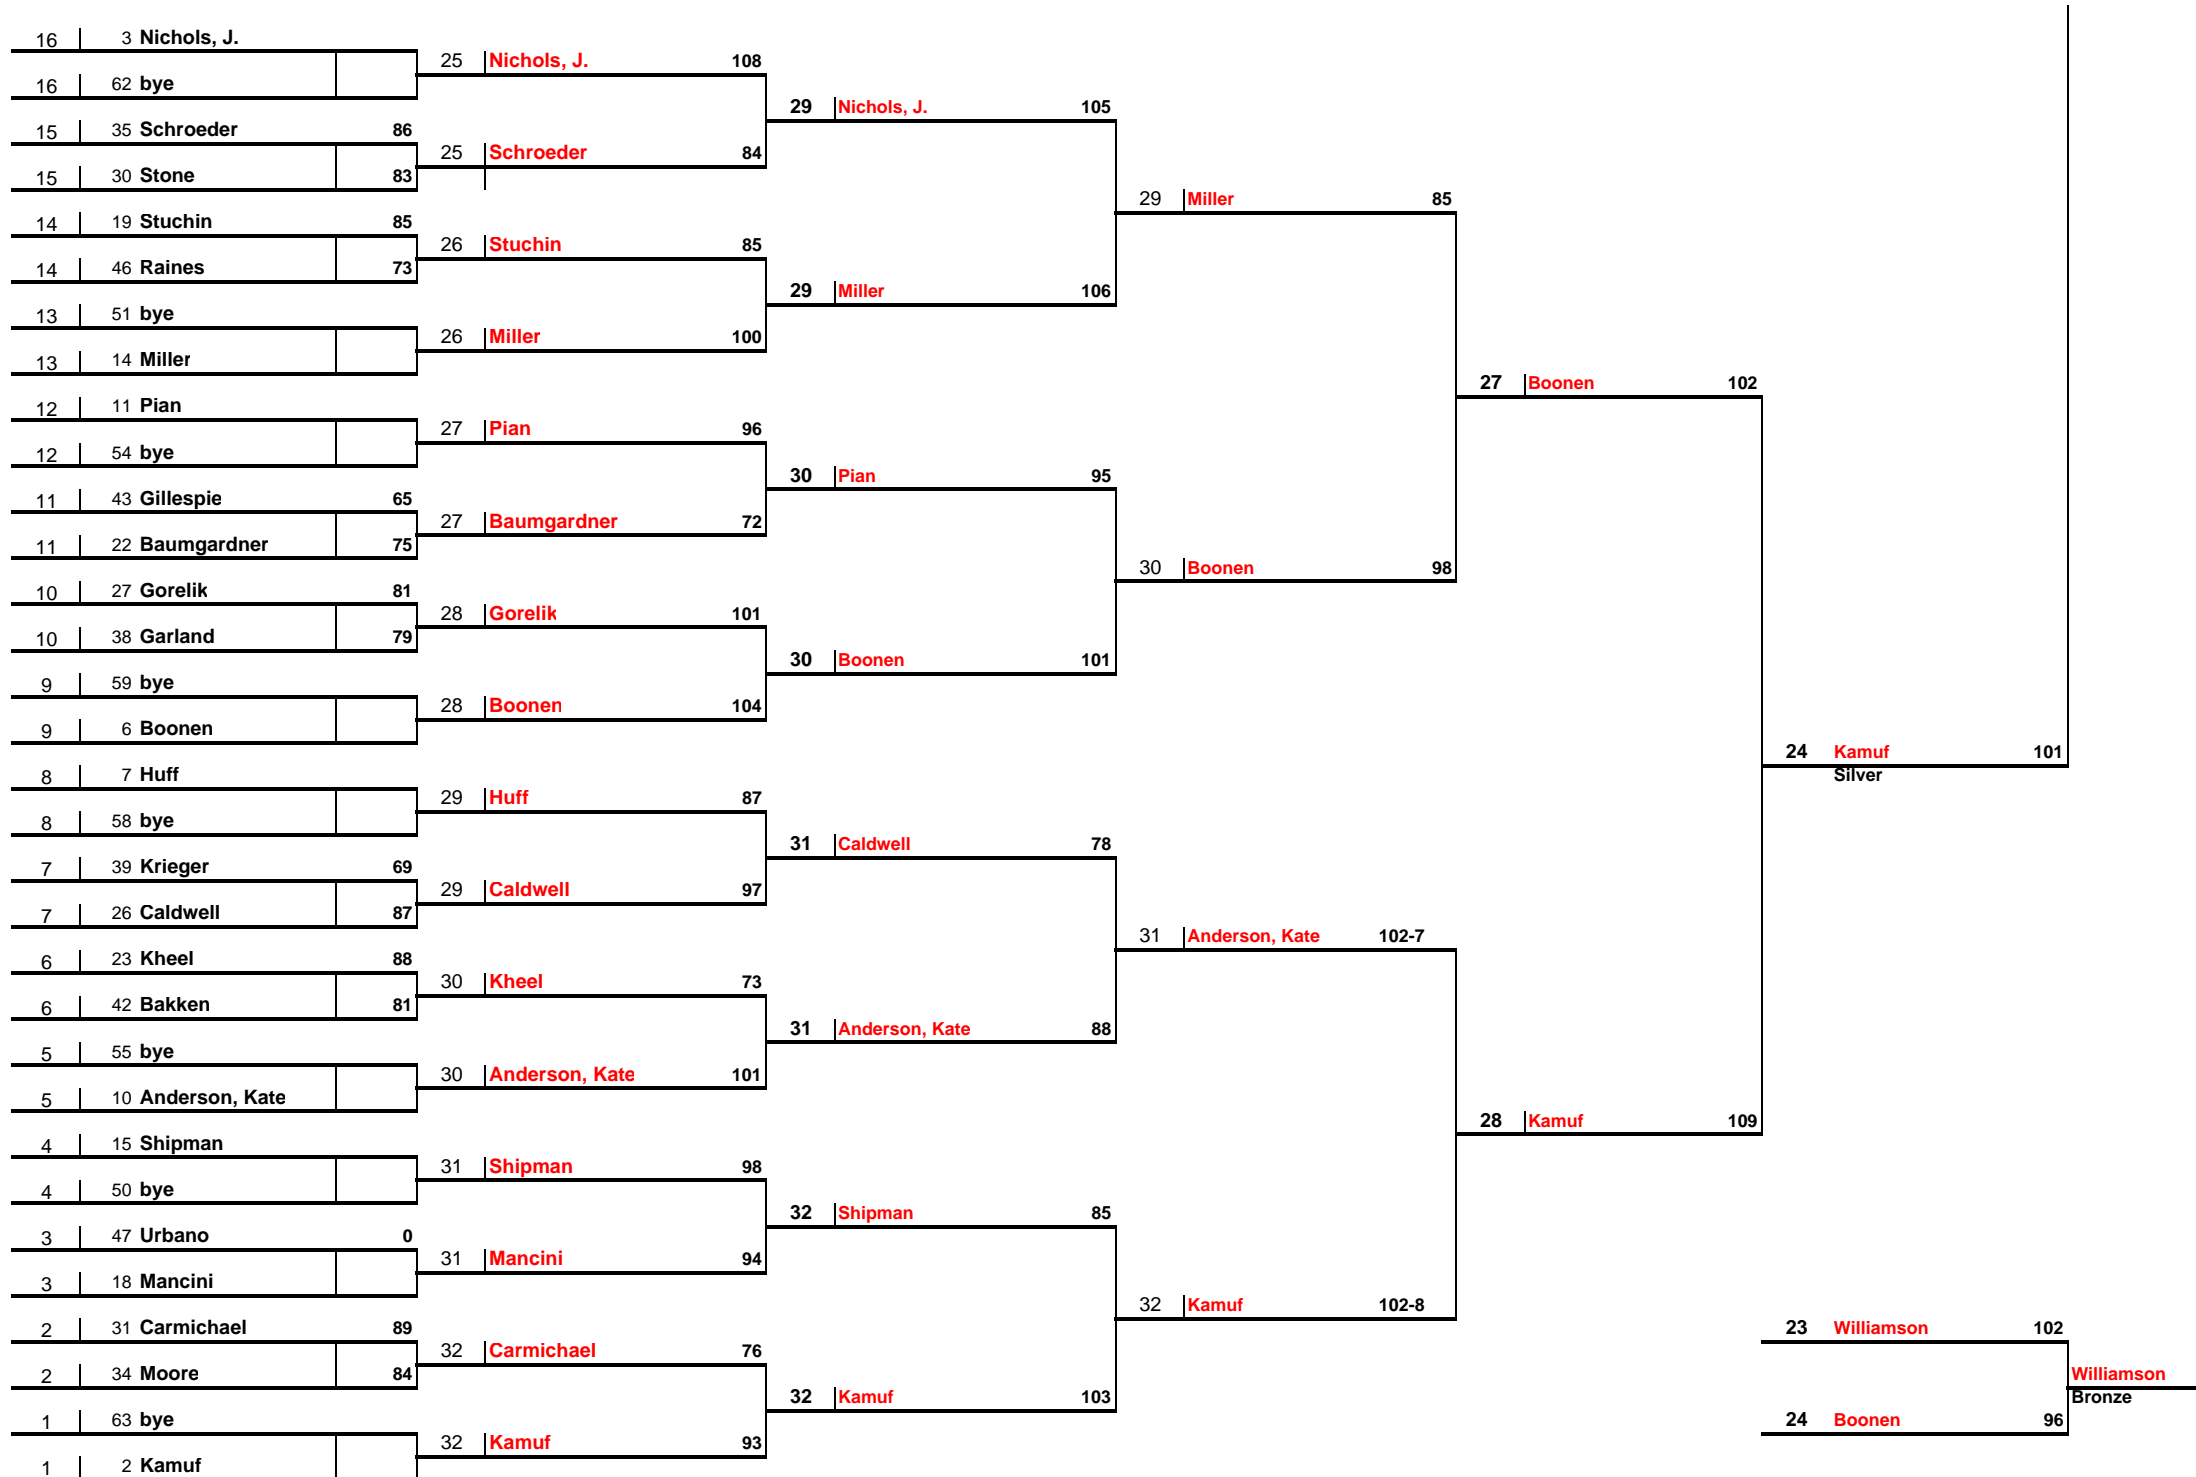 16 3 Nichols, J.
25 Nichols, J. 108
16 62 bye
29 Nichols, J. 105
15 35 Schroeder 86
25 Schroeder 84
15 30 Stone 83
29 Miller 85
14 19 Stuchin 85
26 Stuchin 85
14 46 Raines 73
29 Miller 106
13 51 bye
26 Miller 100
13 14 Miller
27 Boonen 102
12 11 Pian
27 Pian 96
12 54 bye
30 Pian 95
11 43 Gillespie 65
27 Baumgardner 72
11 22 Baumgardner 75
30 Boonen 98
10 27 Gorelik 81
28 Gorelik 101
10 38 Garland 79
30 Boonen 101
9 59 bye
28 Boonen 104
9 6 Boonen
24 Kamuf 101
Silver
8 7 Huff
29 Huff 87
8 58 bye
31 Caldwell 78
7 39 Krieger 69
29 Caldwell 97
7 26 Caldwell 87
31 Anderson, Kate 102-7
6 23 Kheel 88
30 Kheel 73
6 42 Bakken 81
31 Anderson, Kate 88
5 55 bye
30 Anderson, Kate 101
5 10 Anderson, Kate
28 Kamuf 109
4 15 Shipman
31 Shipman 98
4 50 bye
32 Shipman 85
3 47 Urbano 0
31 Mancini 94
3 18 Mancini
32 Kamuf 102-8
2 31 Carmichael 89
23 Williamson 102
32 Carmichael 76
2 34 Moore 84
Williamson
Bronze
32 Kamuf 103
1 63 bye
24 Boonen 96
32 Kamuf 93
1 2 Kamuf